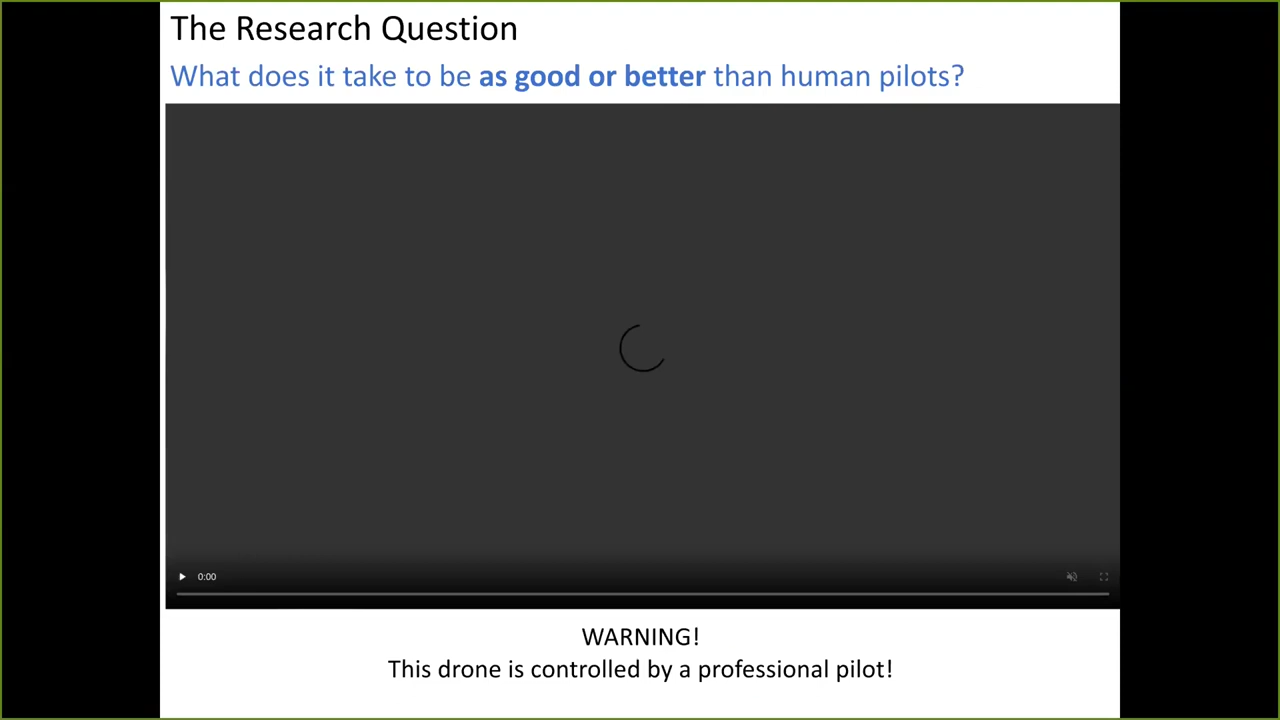 The Research Question
What does it take to be as good or better than human pilots?
0:00
WARNING!
This drone is controlled by a professional pilot!